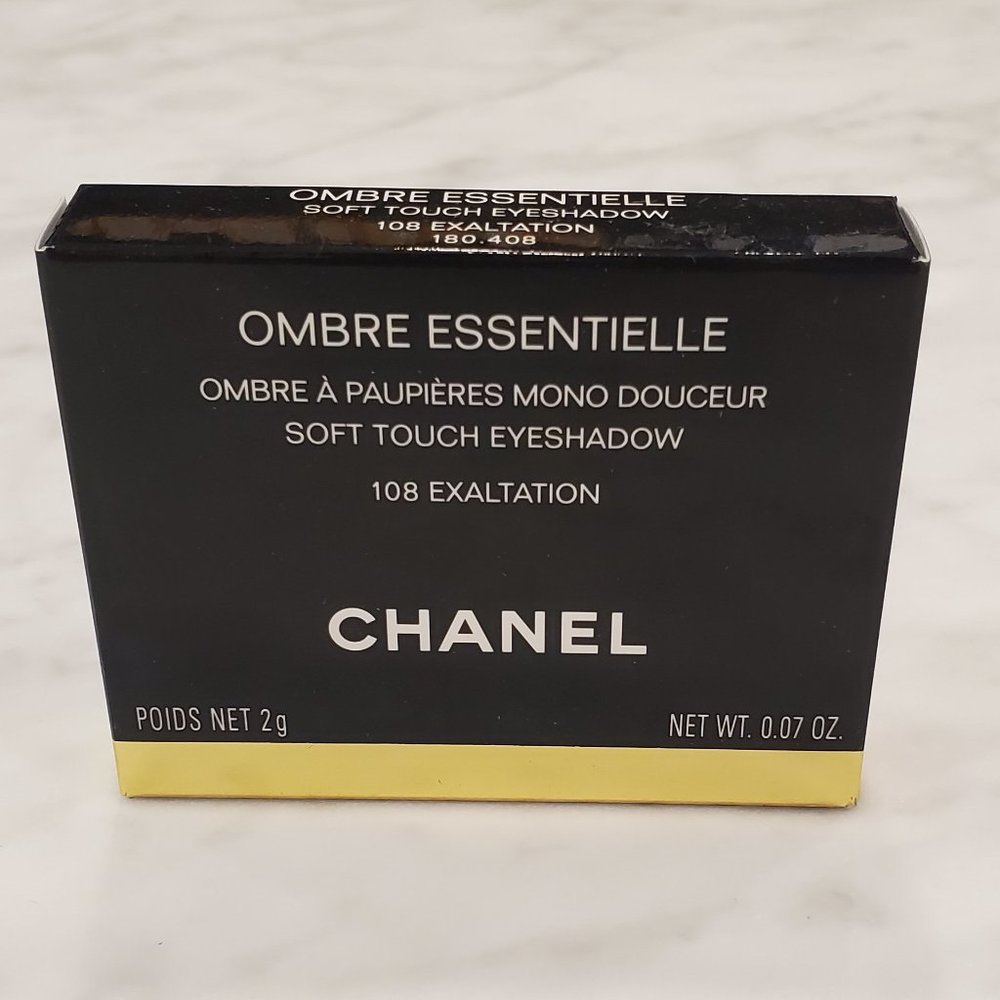 OMBRE ESSENTIELLE
SOFT TOUCH EYESHADOW
108 EXALTATION
180.408
OMBRE ESSENTIELLE
OMBRE À PAUPIÈRES MONO DOUCEUR
SOFT TOUCH EYESHADOW
108 EXALTATION
CHANEL
POIDS NET 2g NET WT. 0.07 OZ.